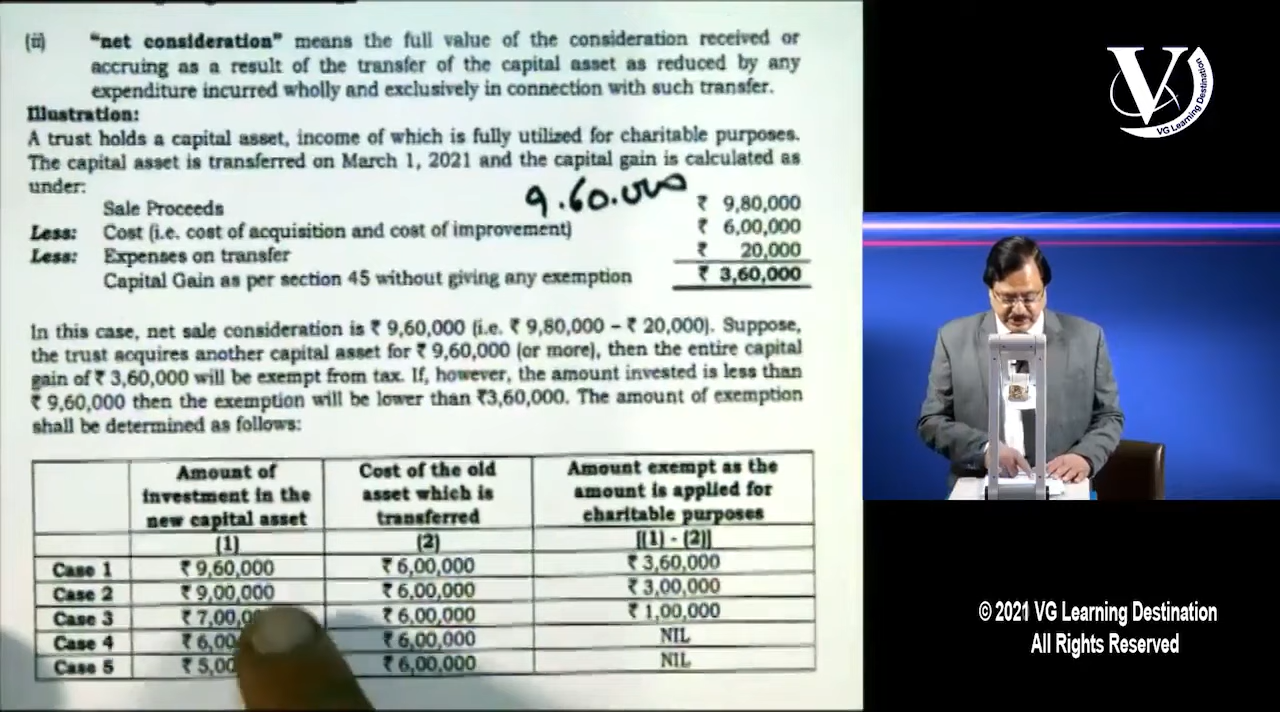 (ii) "net consideration" means the full value of the consideration received or
accruing as a result of the transfer of the capital asset as reduced by any
expenditure incurred wholly and exclusively in connection with such transfer.
Illustration:
A trust holds a capital asset, income of which is fully utilized for charitable purposes.
The capital asset is transferred on March 1, 2021 and the capital gain is calculated as
under:
9.60.000
Sale Proceeds ₹ 9,80,000
Less: Cost (i.e. cost of acquisition and cost of improvement) ₹ 6,00,000
Less: Expenses on transfer ₹ 20,000
Capital Gain as per section 45 without giving any exemption ₹ 3,60,000
In this case, net sale consideration is ₹ 9,60,000 (i.e. ₹ 9,80,000 – ₹ 20,000). Suppose,
the trust acquires another capital asset for ₹ 9,60,000 (or more), then the entire capital
gain of ₹ 3,60,000 will be exempt from tax. If, however, the amount invested is less than
₹ 9,60,000 then the exemption will be lower than ₹3,60,000. The amount of exemption
shall be determined as follows:
Amount of Cost of the old Amount exempt as the
investment in the asset which is amount is applied for
new capital asset transferred charitable purposes
(1) (2) [(1) - (2)]
Case 1 ₹ 9,60,000 ₹ 6,00,000 ₹ 3,60,000
Case 2 ₹ 9,00,000 ₹ 6,00,000 ₹ 3,00,000
Case 3 ₹ 7,00,0 ₹ 6,00,000 ₹ 1,00,000
Case 4 ₹ 6,00 ₹ 6,00,000 NIL
Case 5 ₹ 5,00 ₹ 6,00,000 NIL
V
VG Learning Destination
© 2021 VG Learning Destination
All Rights Reserved